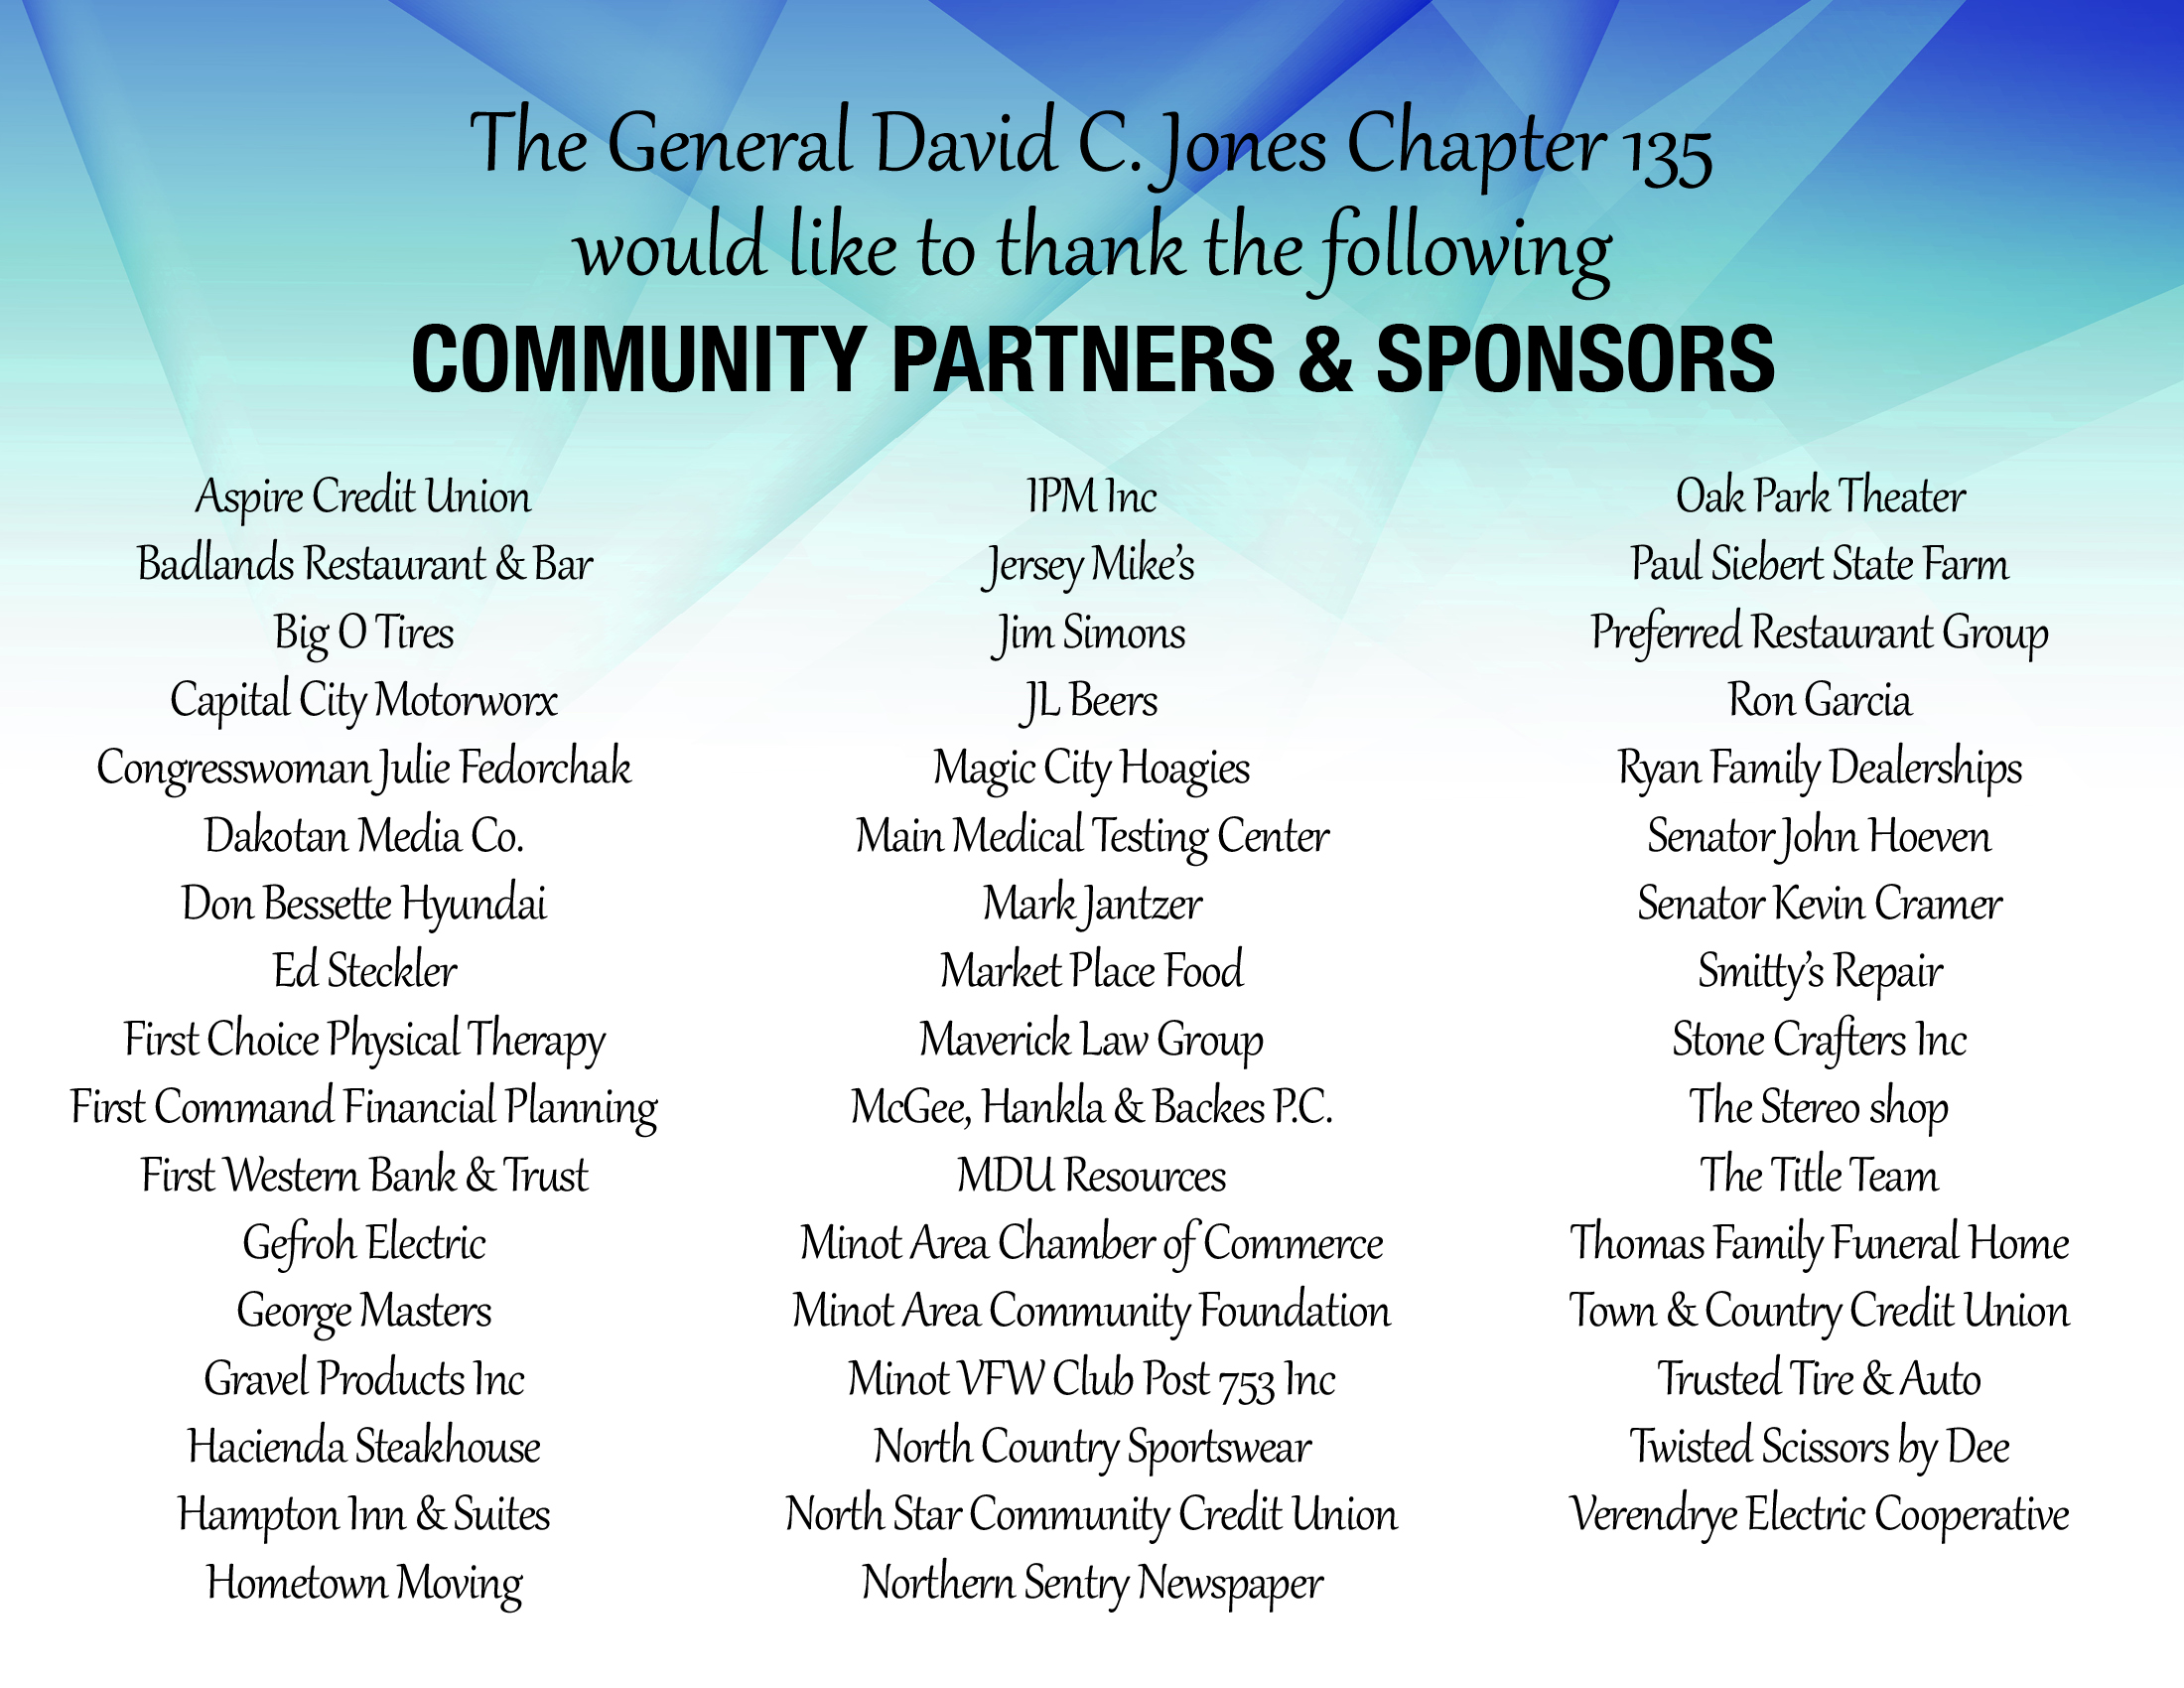 The General David C. Jones Chapter 135
would like to thank the following
COMMUNITY PARTNERS & SPONSORS
Aspire Credit Union
Badlands Restaurant & Bar
Big O Tires
Capital City Motorworx
Congresswoman Julie Fedorchak
Dakotan Media Co.
Don Bessette Hyundai
Ed Steckler
First Choice Physical Therapy
First Command Financial Planning
First Western Bank & Trust
Gefroh Electric
George Masters
Gravel Products Inc
Hacienda Steakhouse
Hampton Inn & Suites
Hometown Moving
IPM Inc
Jersey Mike’s
Jim Simons
JL Beers
Magic City Hoagies
Main Medical Testing Center
Mark Jantzer
Market Place Food
Maverick Law Group
McGee, Hankla & Backes P.C.
MDU Resources
Minot Area Chamber of Commerce
Minot Area Community Foundation
Minot VFW Club Post 753 Inc
North Country Sportswear
North Star Community Credit Union
Northern Sentry Newspaper
Oak Park Theater
Paul Siebert State Farm
Preferred Restaurant Group
Ron Garcia
Ryan Family Dealerships
Senator John Hoeven
Senator Kevin Cramer
Smitty’s Repair
Stone Crafters Inc
The Stereo shop
The Title Team
Thomas Family Funeral Home
Town & Country Credit Union
Trusted Tire & Auto
Twisted Scissors by Dee
Verendrye Electric Cooperative